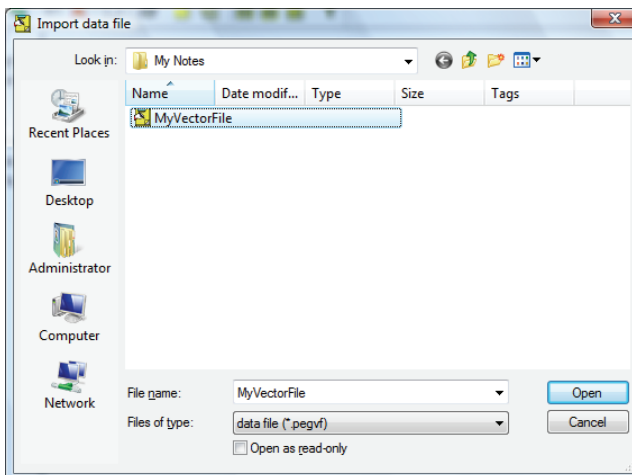 Import data file
Look in: My Notes
Name Date modif... Type Size Tags
MyVectorFile
Recent Places
Desktop
Administrator
Computer
Network
File name: MyVectorFile Open
Files of type: data file (*.pegvf) Cancel
Open as read-only